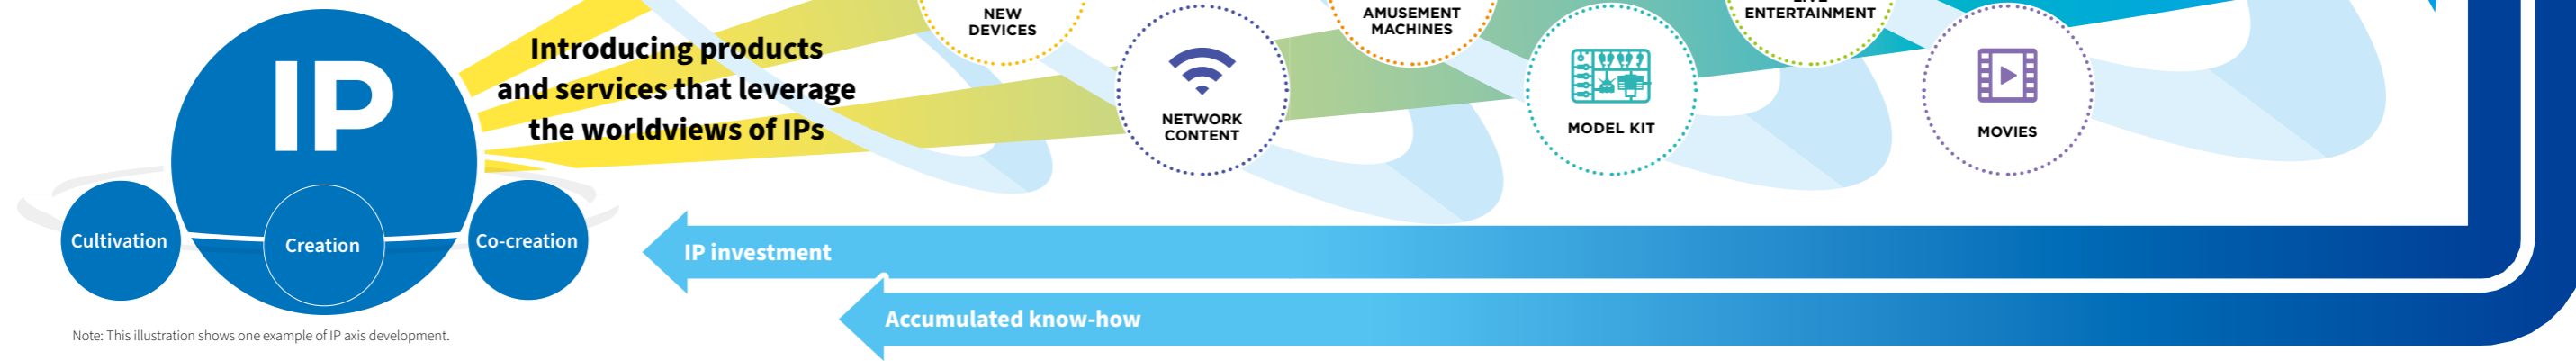 IP
Introducing products
and services that leverage
the worldviews of IPs
NEW
DEVICES
NETWORK
CONTENT
AMUSEMENT
MACHINES
MODEL KIT
ENTERTAINMENT
MOVIES
Cultivation
Creation
Co-creation
IP investment
Accumulated know-how
Note: This illustration shows one example of IP axis development.